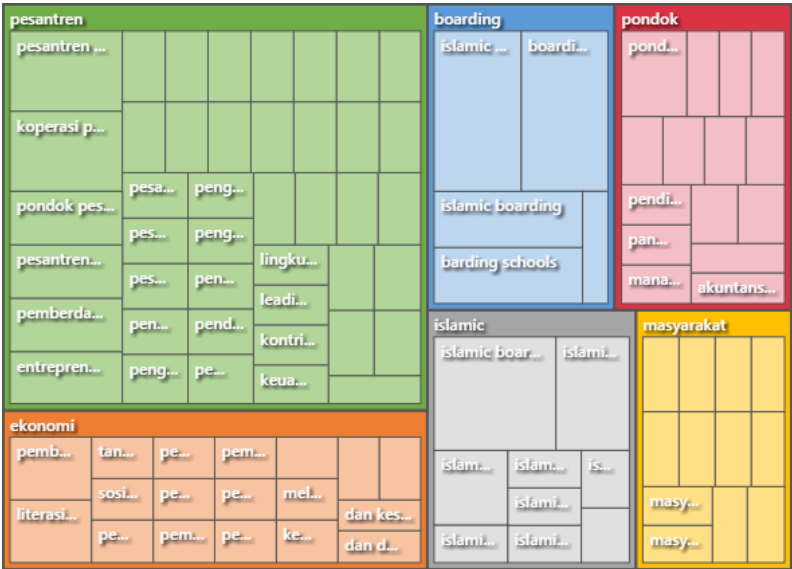 pesantren
pesantren ...
koperasi p...
pondok pes...
pesantren...
pemberda...
entrepren...
pesa...
peng...
pes...
peng...
pes...
pen...
pen...
pend...
peng...
pe...
lingku...
leadi...
kontri...
keua...
ekonomi
pemb...
literasi...
tan...
sosi...
pe...
pe...
pe...
pem...
pem...
pe...
pe...
mel...
ke...
dan kes...
dan d...
boarding
islamic ...
boardi...
islamic boarding
barding schools
pondok
pond...
pendi...
pan...
mana...
akuntans...
islamic
islamic boar...
islami...
islam...
islami...
islam...
islami...
islami...
is...
masyarakat
masy...
masy...